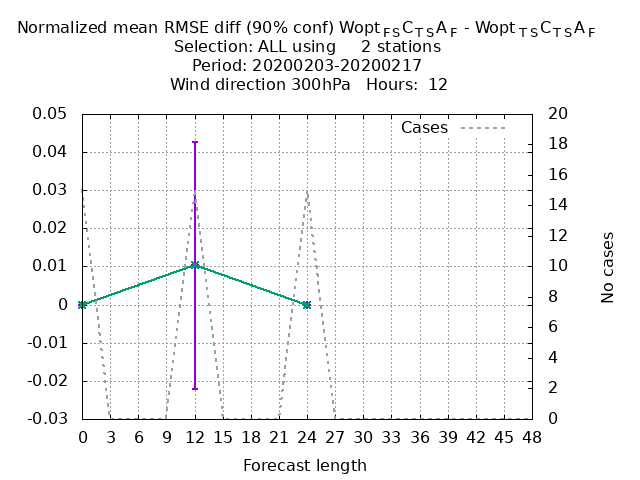 Normalized mean RMSE diff (90% conf) Wopt FS C TS A F - Wopt TS C TS A F
Selection: ALL using 2 stations
Period: 20200203-20200217
Wind direction 300hPa Hours: 12
Cases
0.05
0.04
0.03
0.02
0.01
0
-0.01
-0.02
-0.03
20
18
16
14
12
10
8
6
4
2
0
No cases
0 3 6 9 12 15 18 21 24 27 30 33 36 39 42 45 48
Forecast length